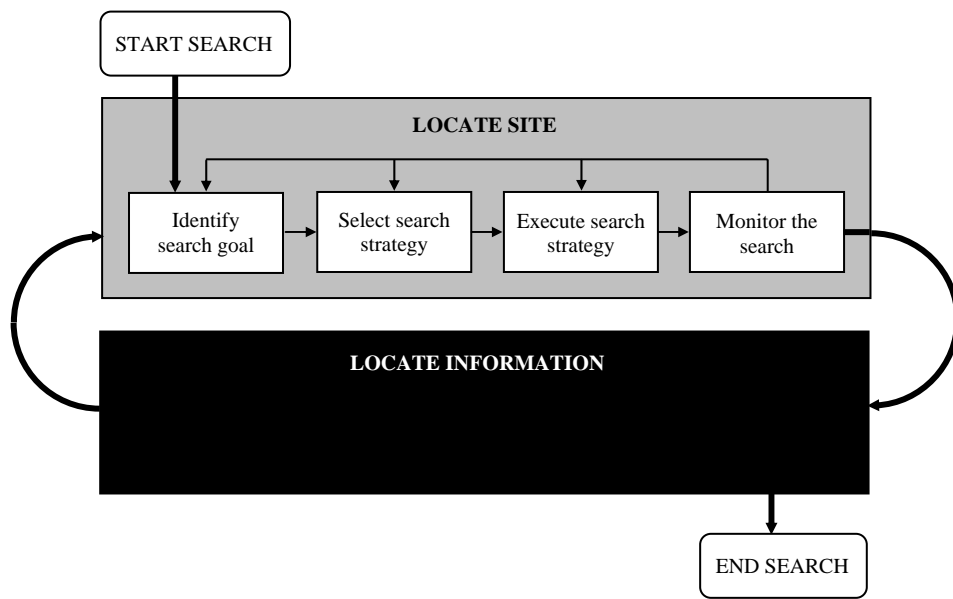 START SEARCH
LOCATE SITE
Identify
search goal
Select search
strategy
Execute search
strategy
Monitor the
search
LOCATE INFORMATION
END SEARCH